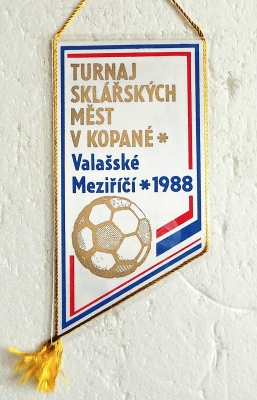 TURNAJ
SKLÁŘSKÝCH
MĚST
V KOPANÉ *
Valašské
Meziříčí * 1988